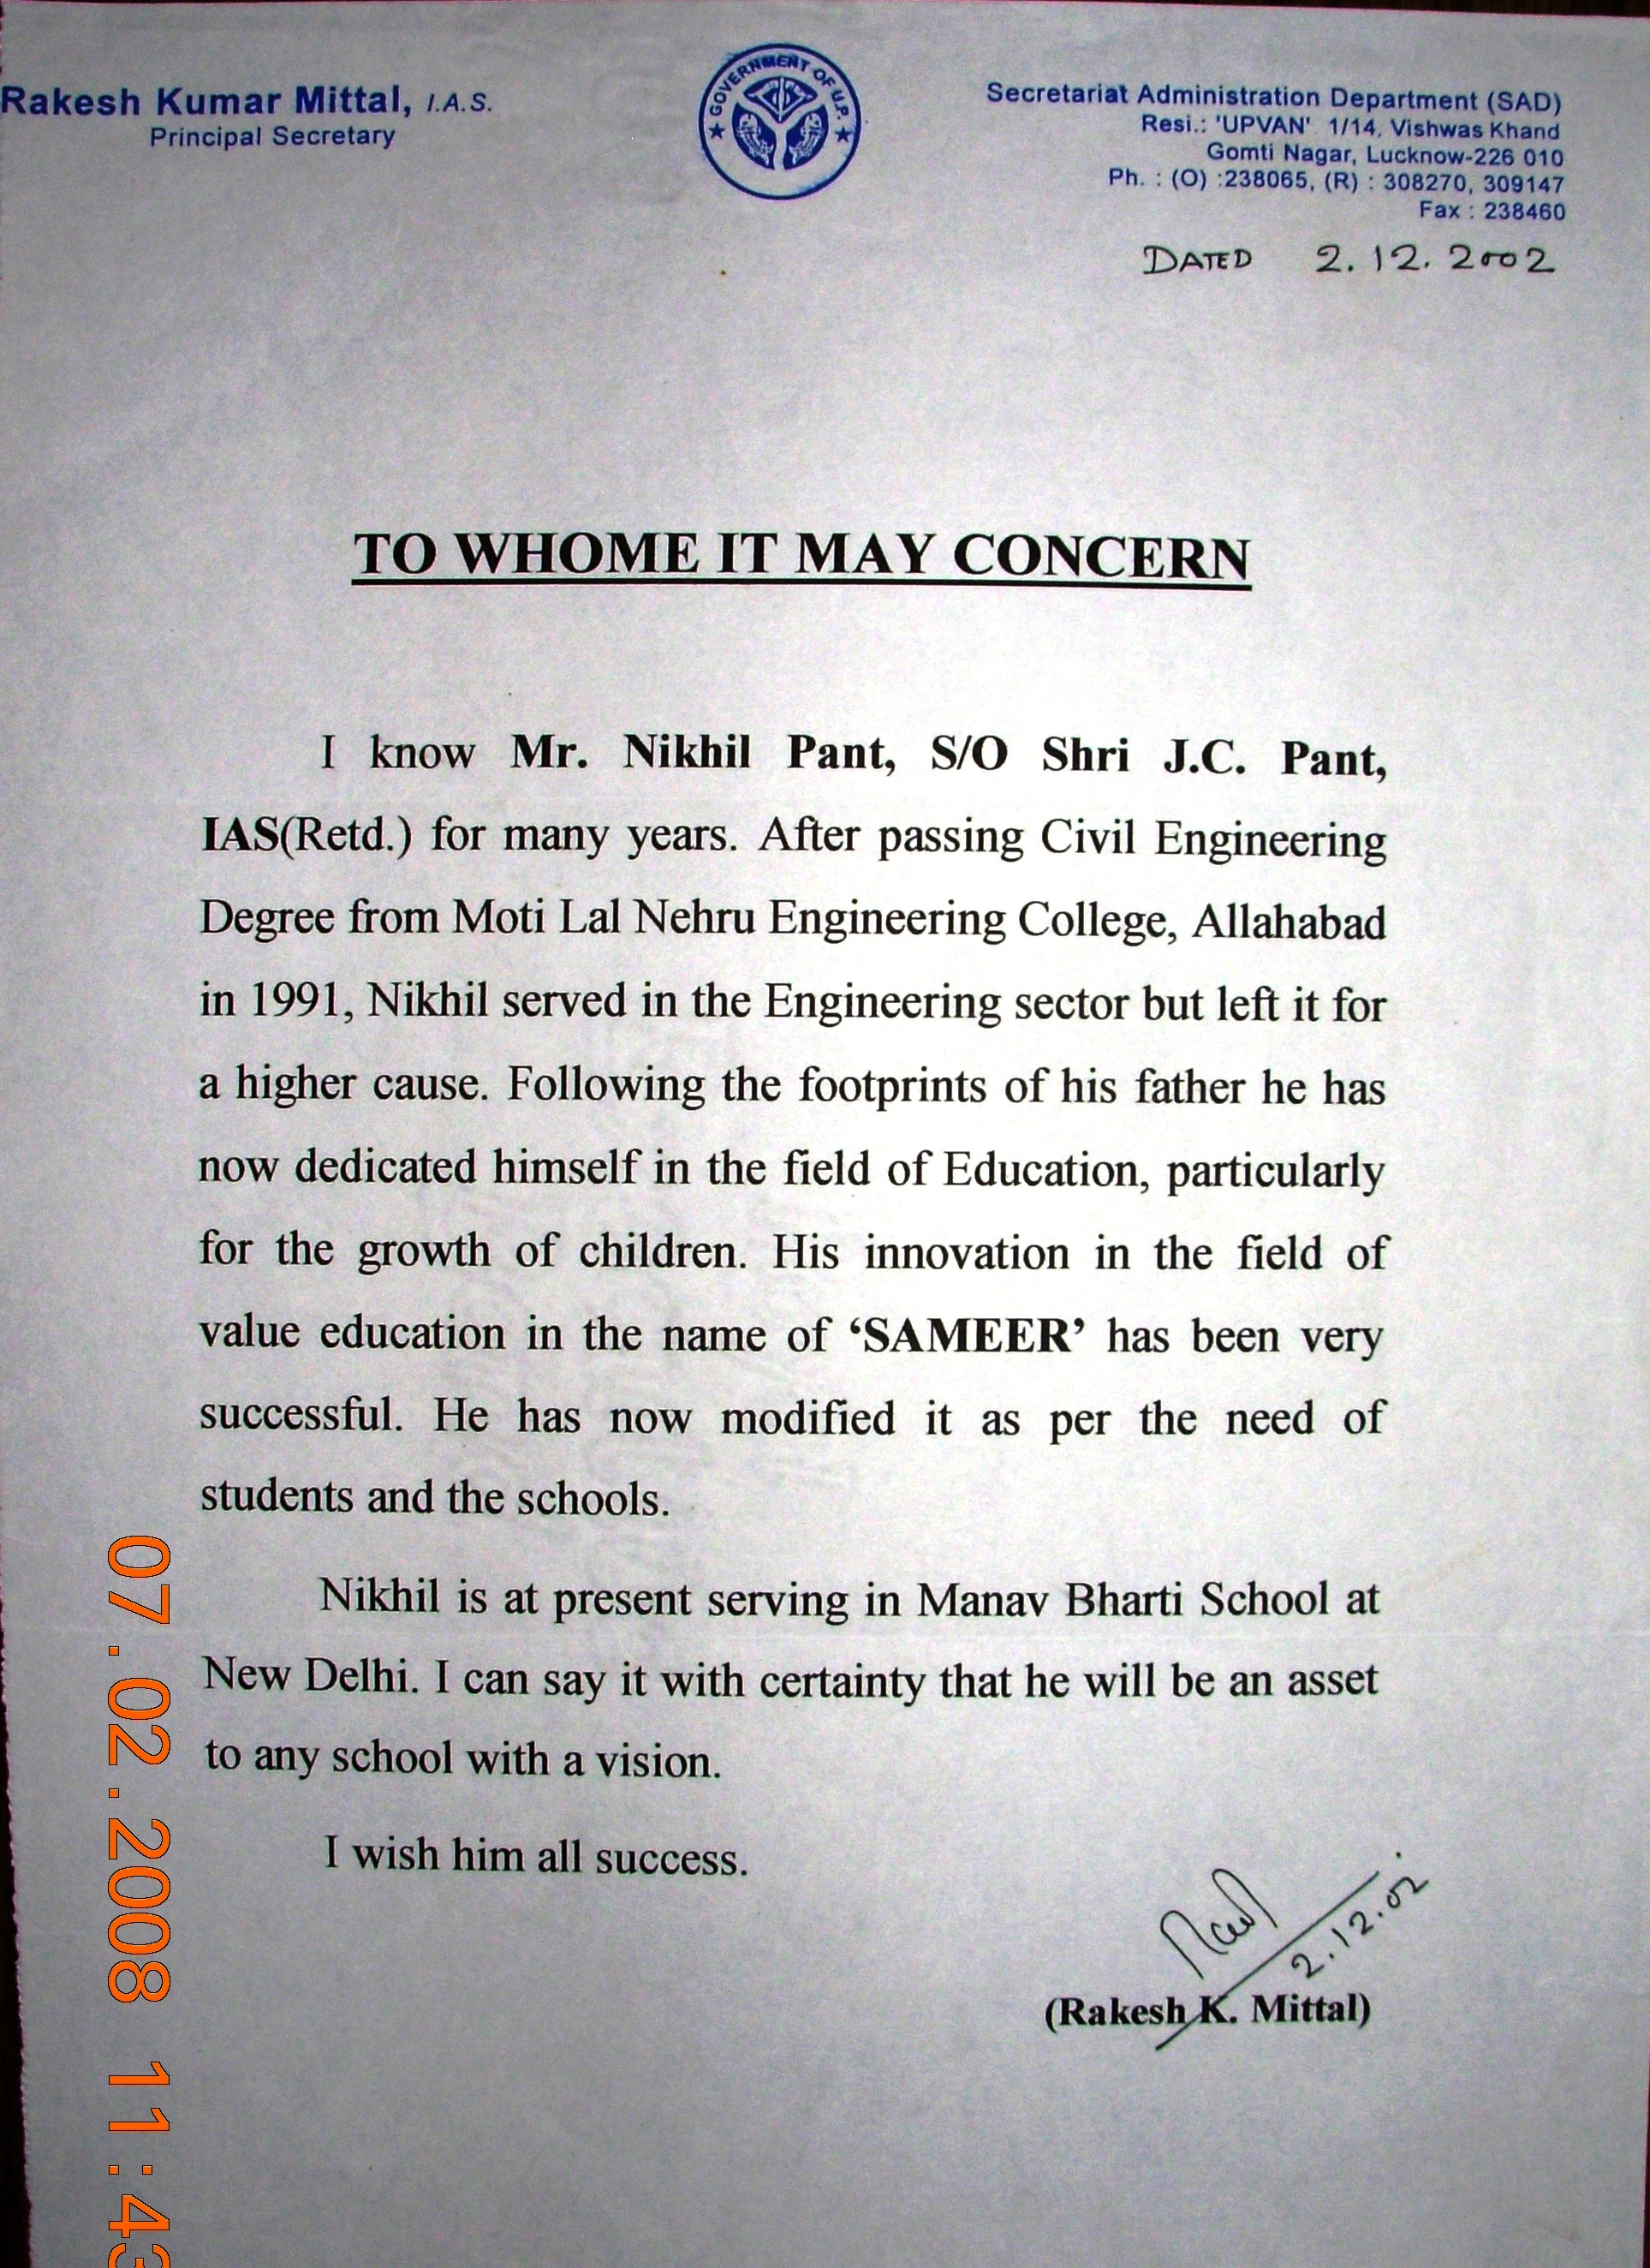 Rakesh Kumar Mittal, I.A.S.
Principal Secretary
GOVERNMENT OF U.P.
Secretariat Administration Department (SAD)
Resi.: 'UPVAN' 1/14, Vishwas Khand
Gomti Nagar, Lucknow-226 010
Ph. : (O) :238065, (R) : 308270, 309147
Fax : 238460
DATED 2.12.2002
TO WHOME IT MAY CONCERN
I know Mr. Nikhil Pant, S/O Shri J.C. Pant,
IAS(Retd.) for many years. After passing Civil Engineering
Degree from Moti Lal Nehru Engineering College, Allahabad
in 1991, Nikhil served in the Engineering sector but left it for
a higher cause. Following the footprints of his father he has
now dedicated himself in the field of Education, particularly
for the growth of children. His innovation in the field of
value education in the name of ‘SAMEER’ has been very
successful. He has now modified it as per the need of
students and the schools.
Nikhil is at present serving in Manav Bharti School at
New Delhi. I can say it with certainty that he will be an asset
to any school with a vision.
I wish him all success.
2.12.02
(Rakesh K. Mittal)
07.02.2008 11:43